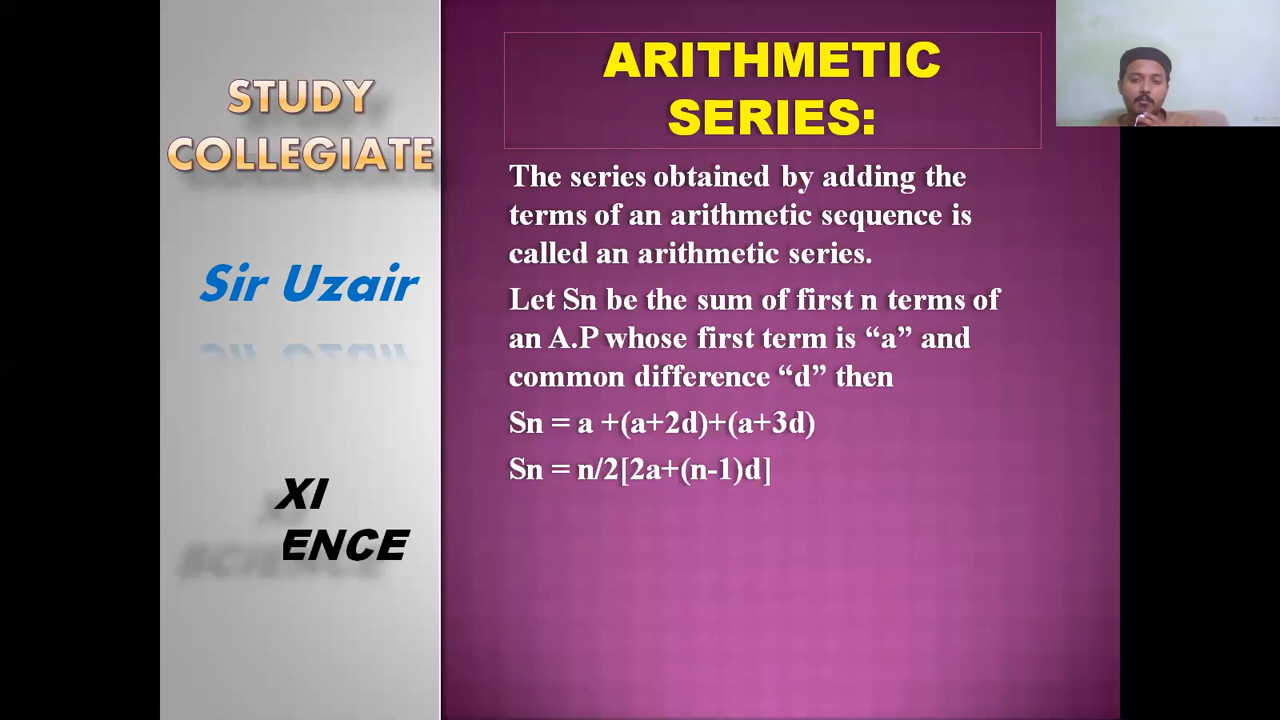 STUDY
COLLEGIATE
Sir Uzair
XI
ENCE
ARITHMETIC
SERIES:
The series obtained by adding the
terms of an arithmetic sequence is
called an arithmetic series.
Let Sn be the sum of first n terms of
an A.P whose first term is “a” and
common difference “d” then
Sn = a +(a+2d)+(a+3d)
Sn = n/2[2a+(n-1)d]